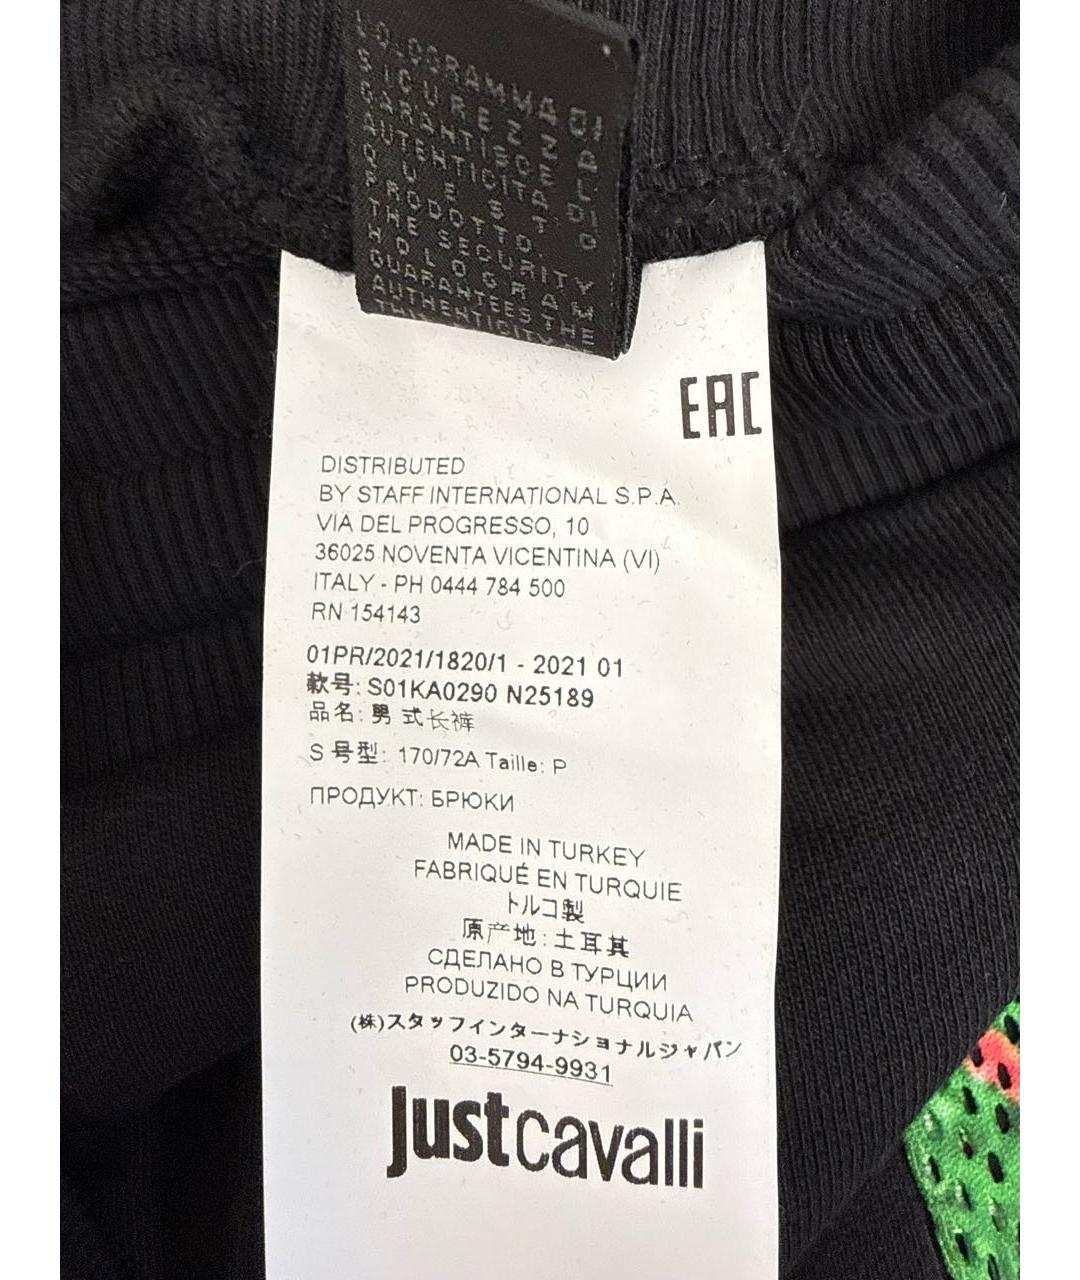 OLOGRAMMA DI
SICUREZZA
GARANTISCE L'
AUTENTICITA' DI
QUESTO
PRODOTTO.
THE SECURITY
HOLOGRAM
GUARANTEES THE
AUTHENTICITY
EAC
DISTRIBUTED
BY STAFF INTERNATIONAL S.P.A.
VIA DEL PROGRESSO, 10
36025 NOVENTA VICENTINA (VI)
ITALY - PH 0444 784 500
RN 154143
01PR/2021/1820/1 - 2021 01
款号: S01KA0290 N25189
品名: 男 式长裤
S 号型: 170/72A Taille: P
ПРОДУКТ: БРЮКИ
MADE IN TURKEY
FABRIQUÉ EN TURQUIE
トルコ製
原产地: 土耳其
СДЕЛАНО В ТУРЦИИ
PRODUZIDO NA TURQUIA
(株)スタッフインターナショナルジャパン
03-5794-9931
justcavalli